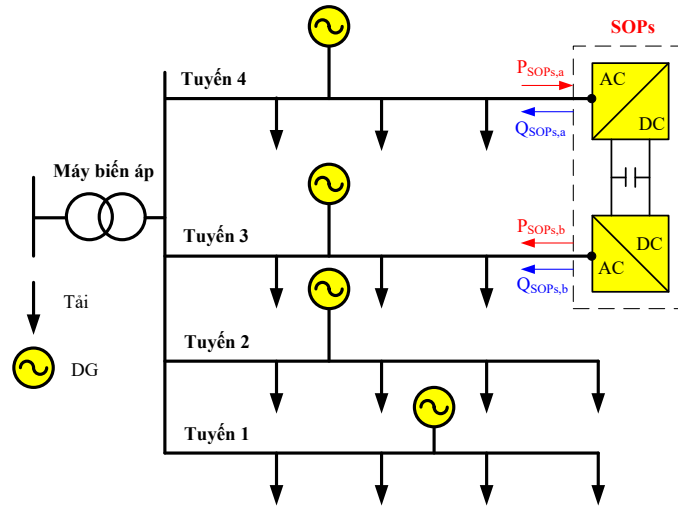 SOPs
Tuyến 4
P_SOPs,a
AC
DC
Q_SOPs,a
Máy biến áp
Tuyến 3
P_SOPs,b
DC
AC
Q_SOPs,b
Tải
Tuyến 2
DG
Tuyến 1